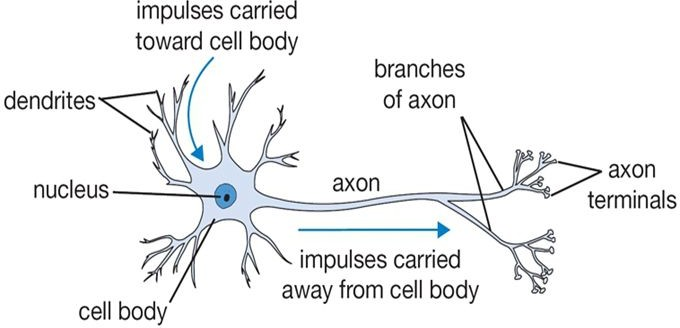 impulses carried
toward cell body
branches
of axon
dendrites
axon
terminals
nucleus
axon
impulses carried
away from cell body
cell body